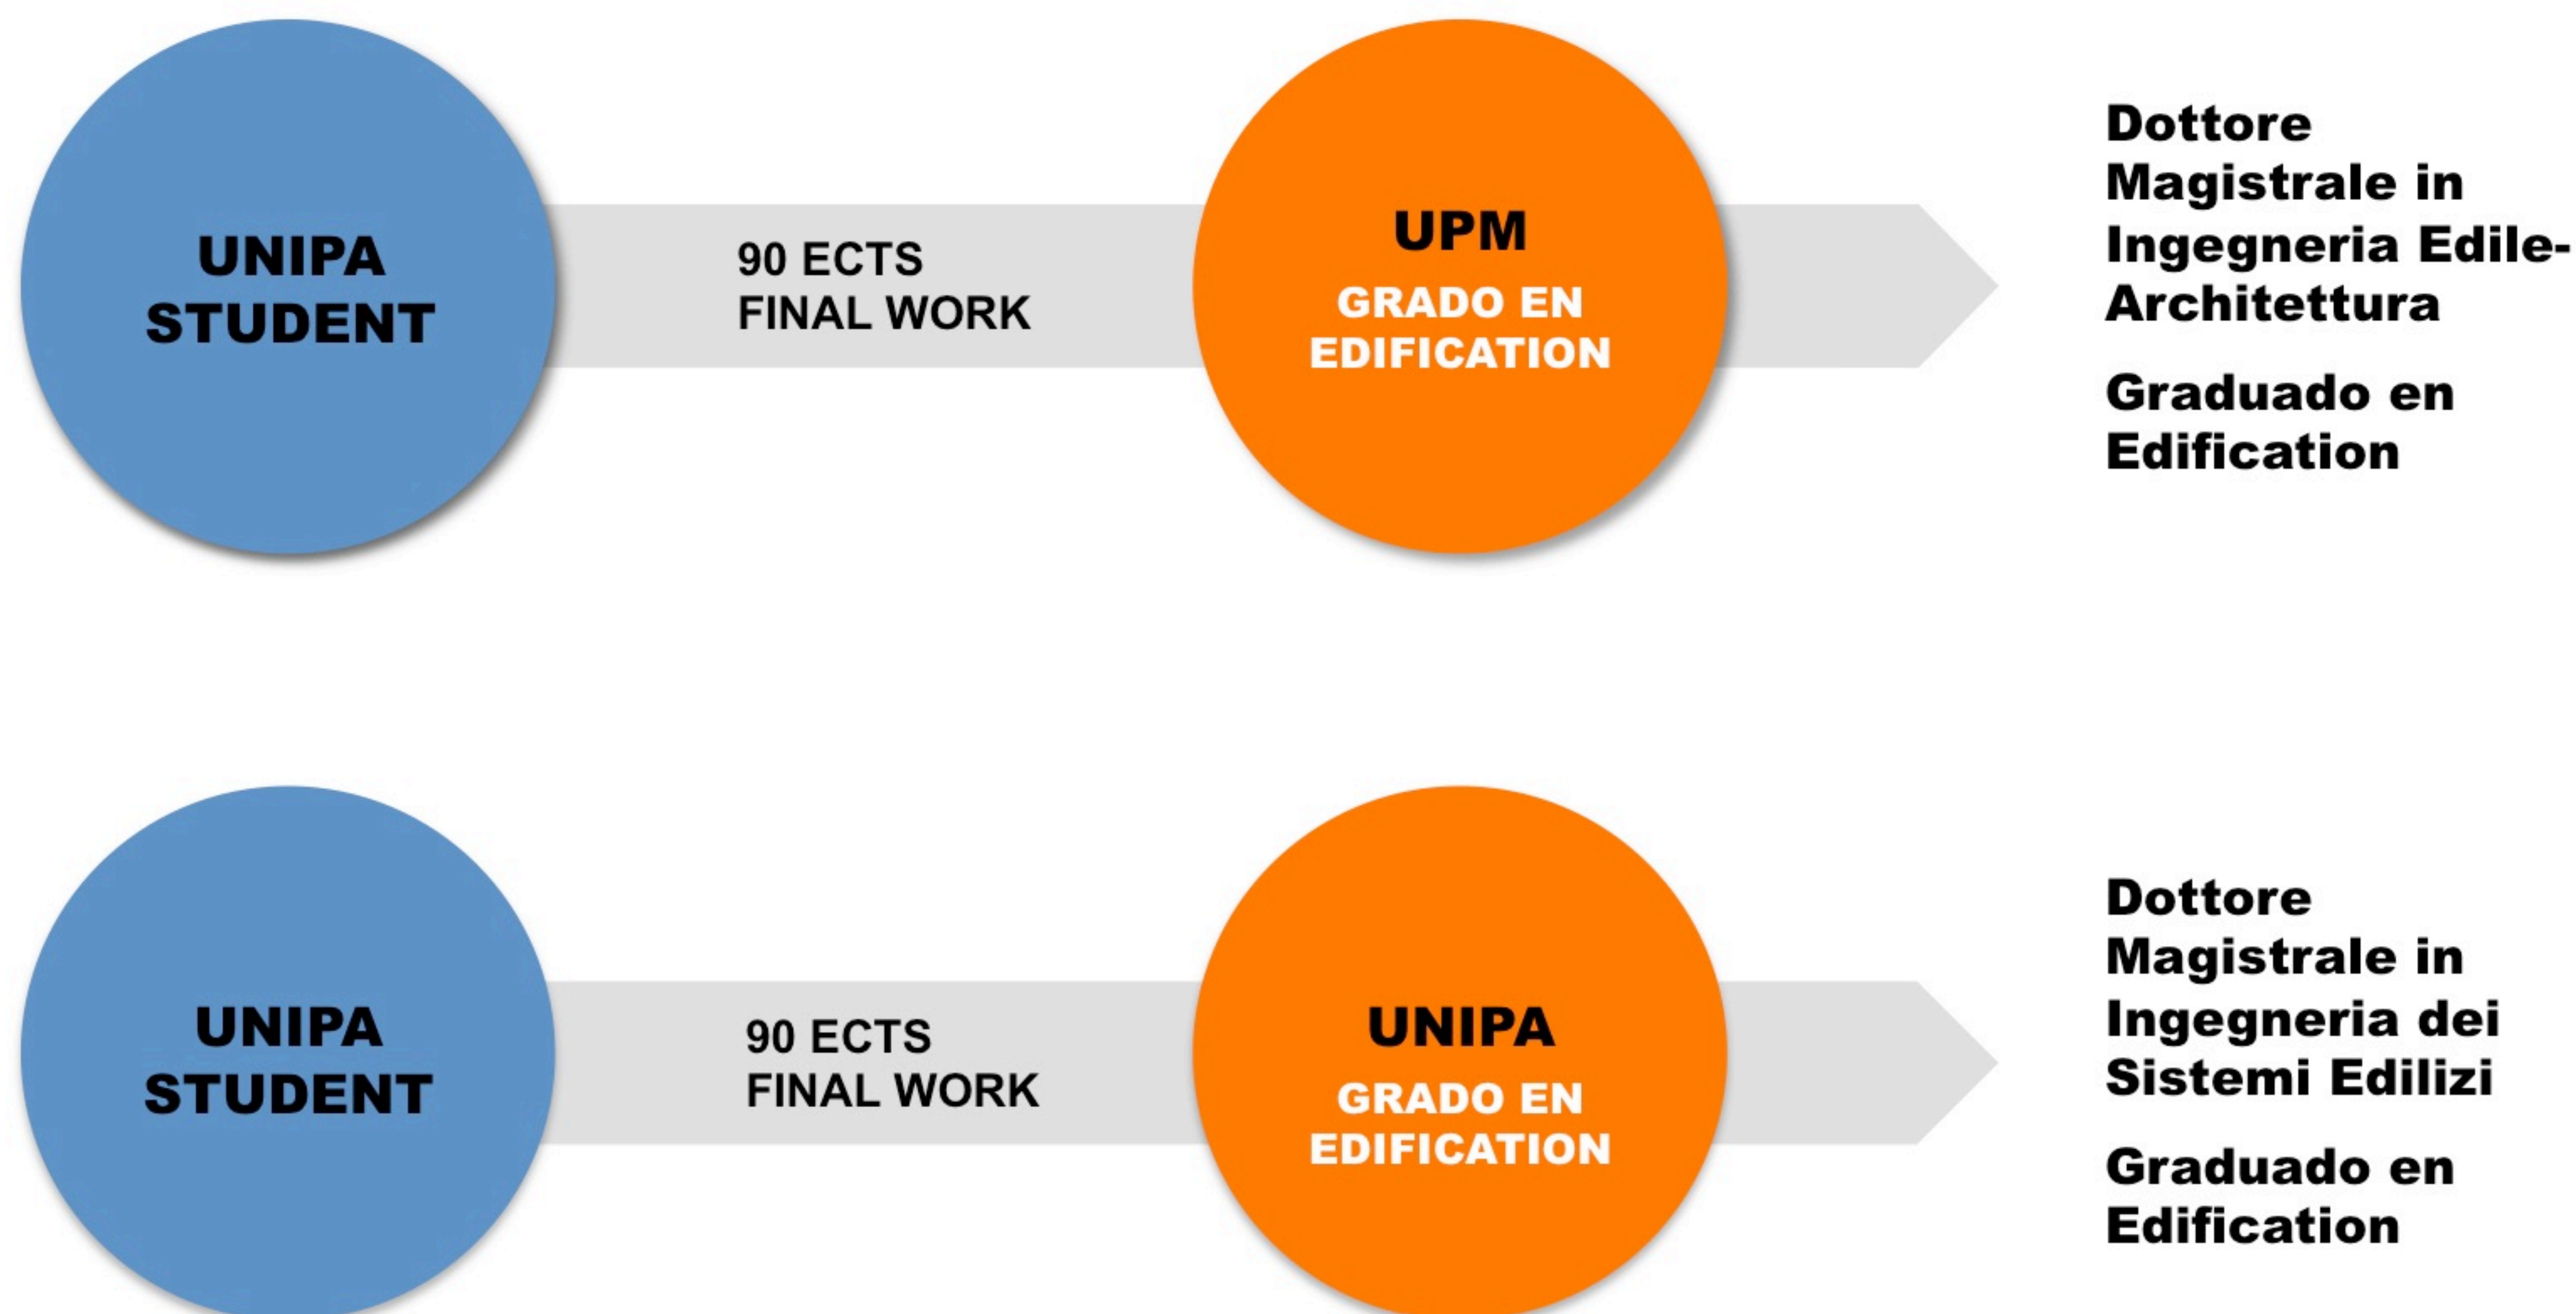 UNIPA
STUDENT
90 ECTS
FINAL WORK
UPM
GRADO EN
EDIFICATION
Dottore
Magistrale in
Ingegneria Edile-
Architettura
Graduado en
Edification
UNIPA
STUDENT
90 ECTS
FINAL WORK
UNIPA
GRADO EN
EDIFICATION
Dottore
Magistrale in
Ingegneria dei
Sistemi Edilizi
Graduado en
Edification